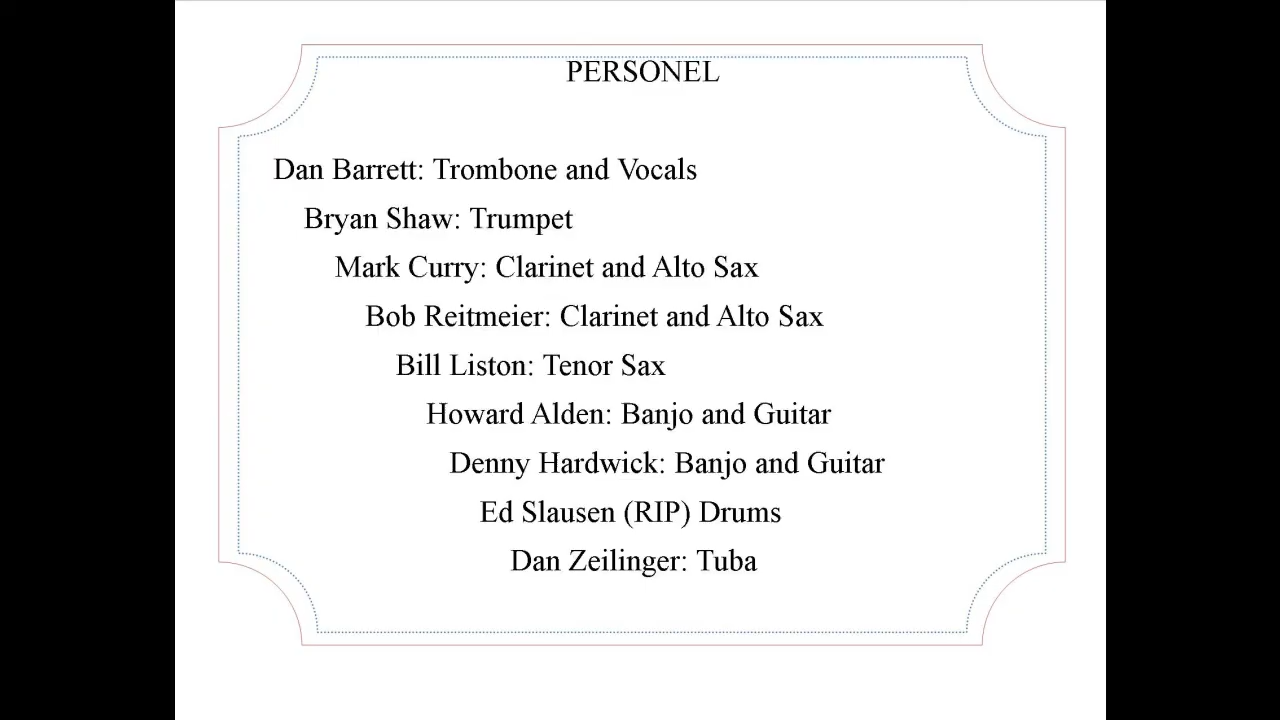 PERSONEL
Dan Barrett: Trombone and Vocals
Bryan Shaw: Trumpet
Mark Curry: Clarinet and Alto Sax
Bob Reitmeier: Clarinet and Alto Sax
Bill Liston: Tenor Sax
Howard Alden: Banjo and Guitar
Denny Hardwick: Banjo and Guitar
Ed Slausen (RIP) Drums
Dan Zeilinger: Tuba